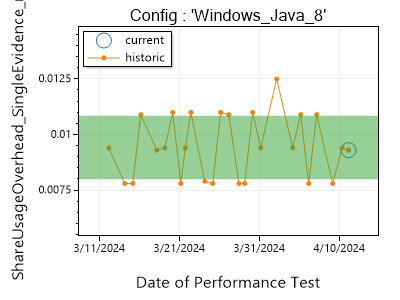 Config : 'Windows_Java_8'
current
historic
0.0125
0.01
0.0075
3/11/2024
3/21/2024
3/31/2024
4/10/2024
Date of Performance Test
ShareUsageOverhead_SingleEvidence_